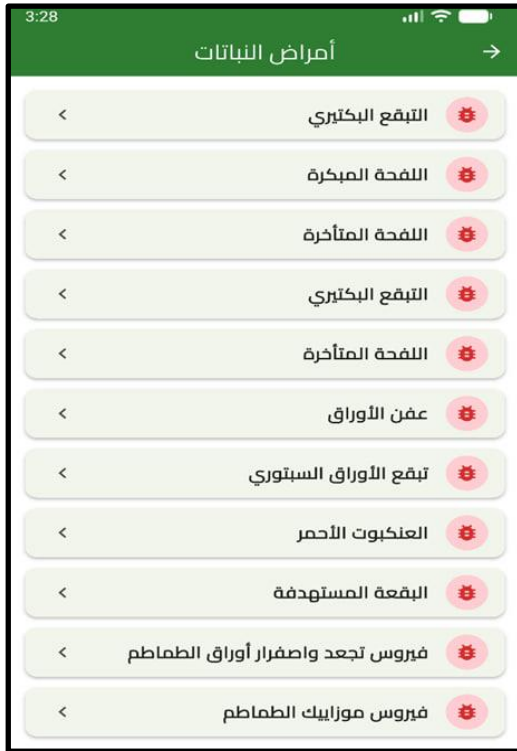 3:28
أمراض النباتات
التبقع البكتيري
اللفحة المبكرة
اللفحة المتأخرة
التبقع البكتيري
اللفحة المتأخرة
عفن الأوراق
تبقع الأوراق السبتوري
العنكبوت الأحمر
البقعة المستهدفة
فيروس تجعد واصفرار أوراق الطماطم
فيروس موزاييك الطماطم